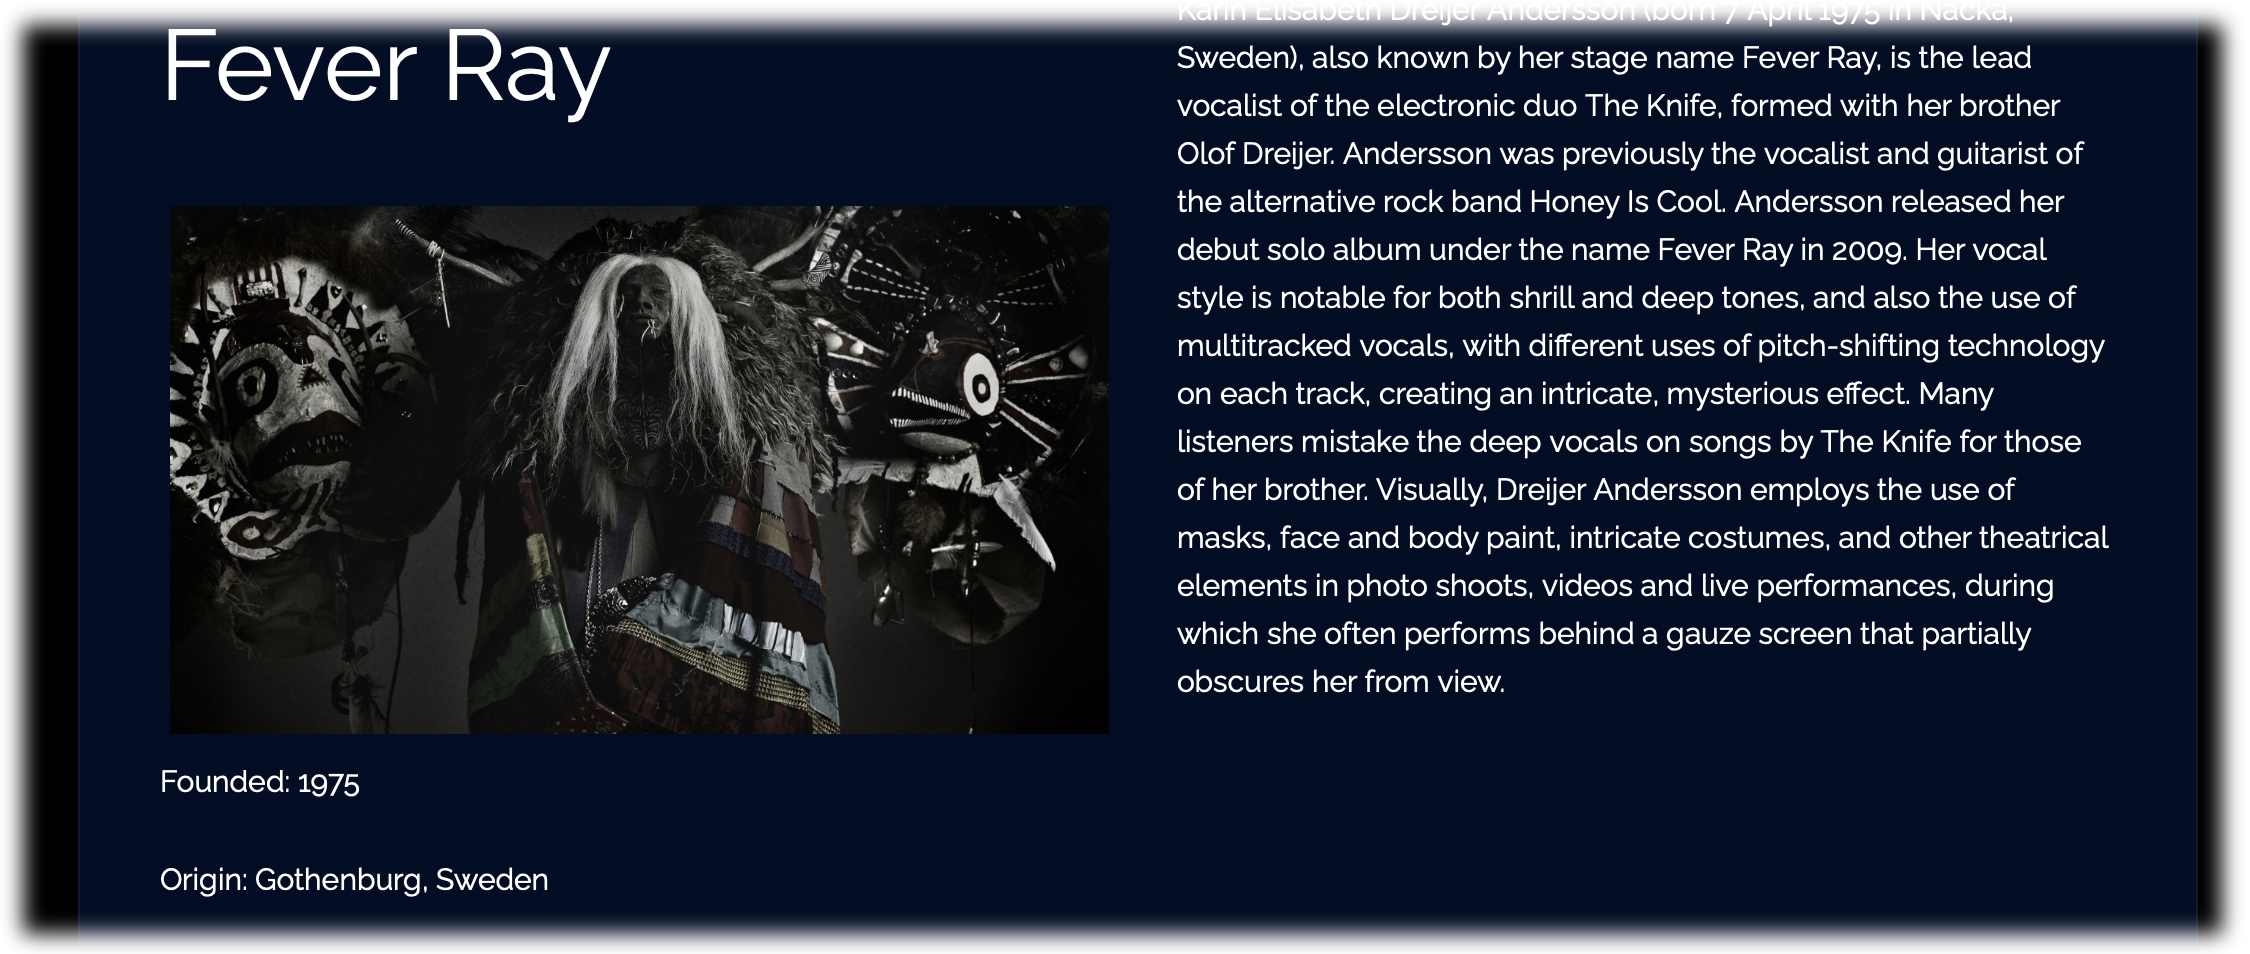 Fever Ray
Karin Elisabeth Dreijer Andersson (born 7 April 1975 in Nacka,
Sweden), also known by her stage name Fever Ray, is the lead
vocalist of the electronic duo The Knife, formed with her brother
Olof Dreijer. Andersson was previously the vocalist and guitarist of
the alternative rock band Honey Is Cool. Andersson released her
debut solo album under the name Fever Ray in 2009. Her vocal
style is notable for both shrill and deep tones, and also the use of
multitracked vocals, with different uses of pitch-shifting technology
on each track, creating an intricate, mysterious effect. Many
listeners mistake the deep vocals on songs by The Knife for those
of her brother. Visually, Dreijer Andersson employs the use of
masks, face and body paint, intricate costumes, and other theatrical
elements in photo shoots, videos and live performances, during
which she often performs behind a gauze screen that partially
obscures her from view.
Founded: 1975
Origin: Gothenburg, Sweden